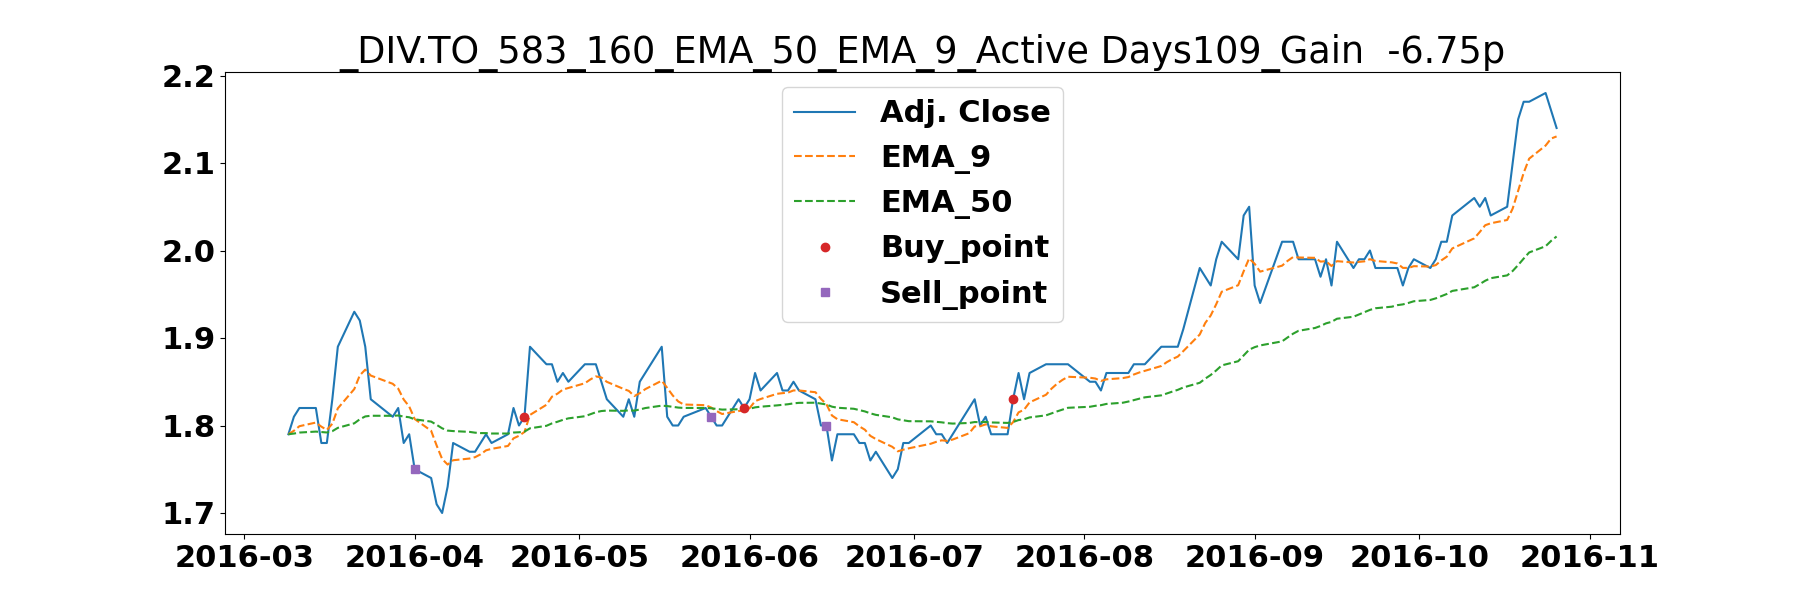 _DIV.TO_583_160_EMA_50_EMA_9_Active Days109_Gain  -6.75p
2.2
2.1
2.0
1.9
1.8
1.7
Adj. Close
EMA_9
EMA_50
Buy_point
Sell_point
2016-03 2016-04 2016-05 2016-06 2016-07 2016-08 2016-09 2016-10 2016-11